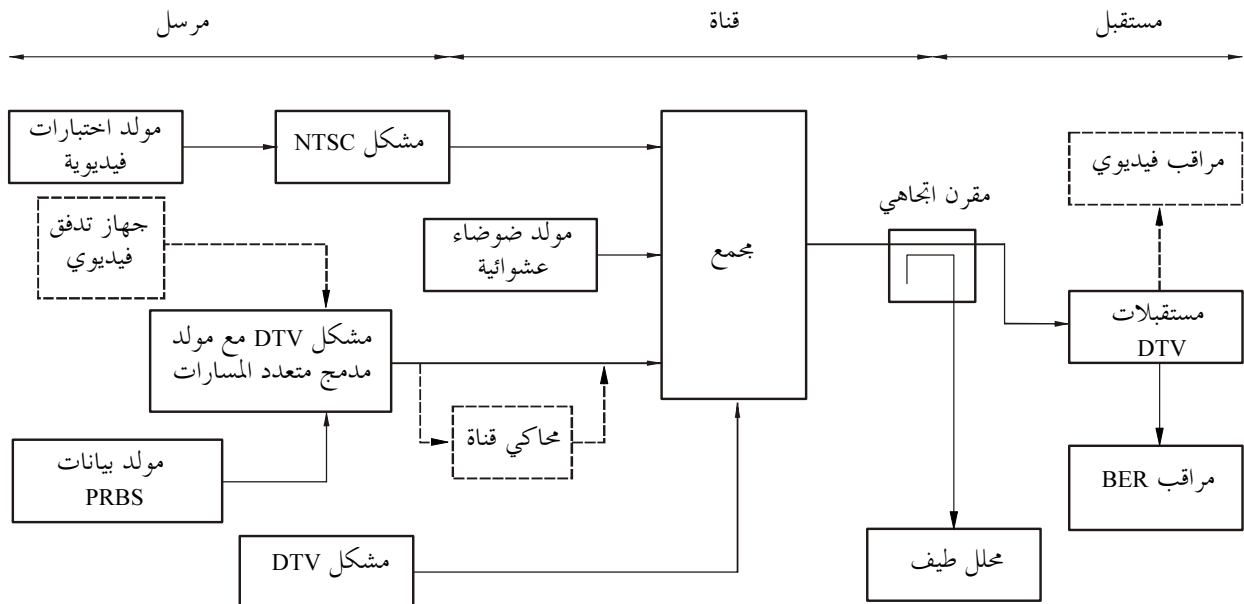 مرسل
قناة
مستقبل
مولد اختبارات
فيديوية
مشكل NTSC
مراقب فيديوي
جهاز تدفق
فيديوي
مولد ضوضاء
عشوائية
مجمع
مقرن اتجاهي
مشكل DTV مع مولد
مدمج متعدد المسارات
مستقبلات
DTV
محاكي قناة
مولد بيانات
PRBS
مراقب BER
مشكل DTV
محلل طيف